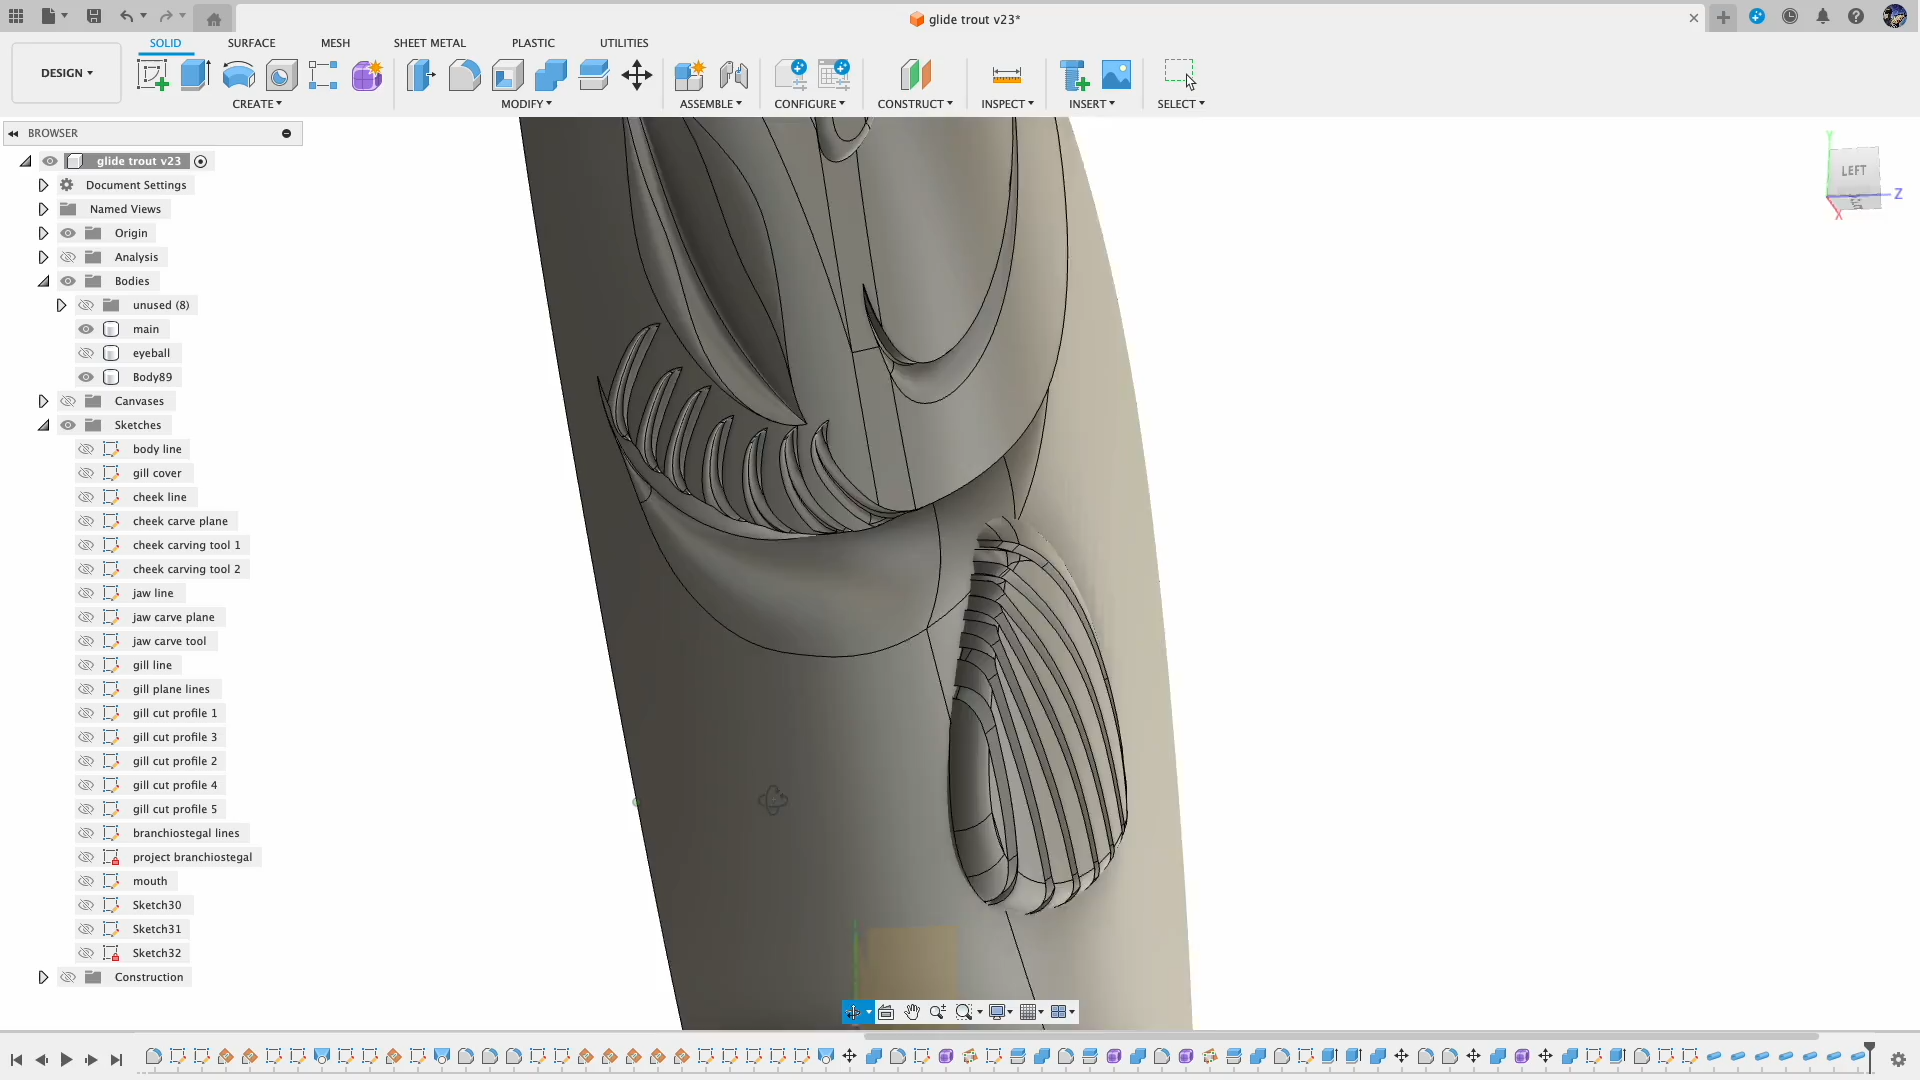 glide trout v23*
DESIGN
SOLID SURFACE MESH SHEET METAL PLASTIC UTILITIES
CREATE MODIFY ASSEMBLE CONFIGURE CONSTRUCT INSPECT INSERT SELECT
BROWSER
glide trout v23
Document Settings
Named Views
Origin
Analysis
Bodies
unused (8)
main
eyeball
Body89
Canvases
Sketches
body line
gill cover
cheek line
cheek carve plane
cheek carving tool 1
cheek carving tool 2
jaw line
jaw carve plane
jaw carve tool
gill line
gill plane lines
gill cut profile 1
gill cut profile 3
gill cut profile 2
gill cut profile 4
gill cut profile 5
branchiostegal lines
project branchiostegal
mouth
Sketch30
Sketch31
Sketch32
Construction
Y
LEFT
Z
X